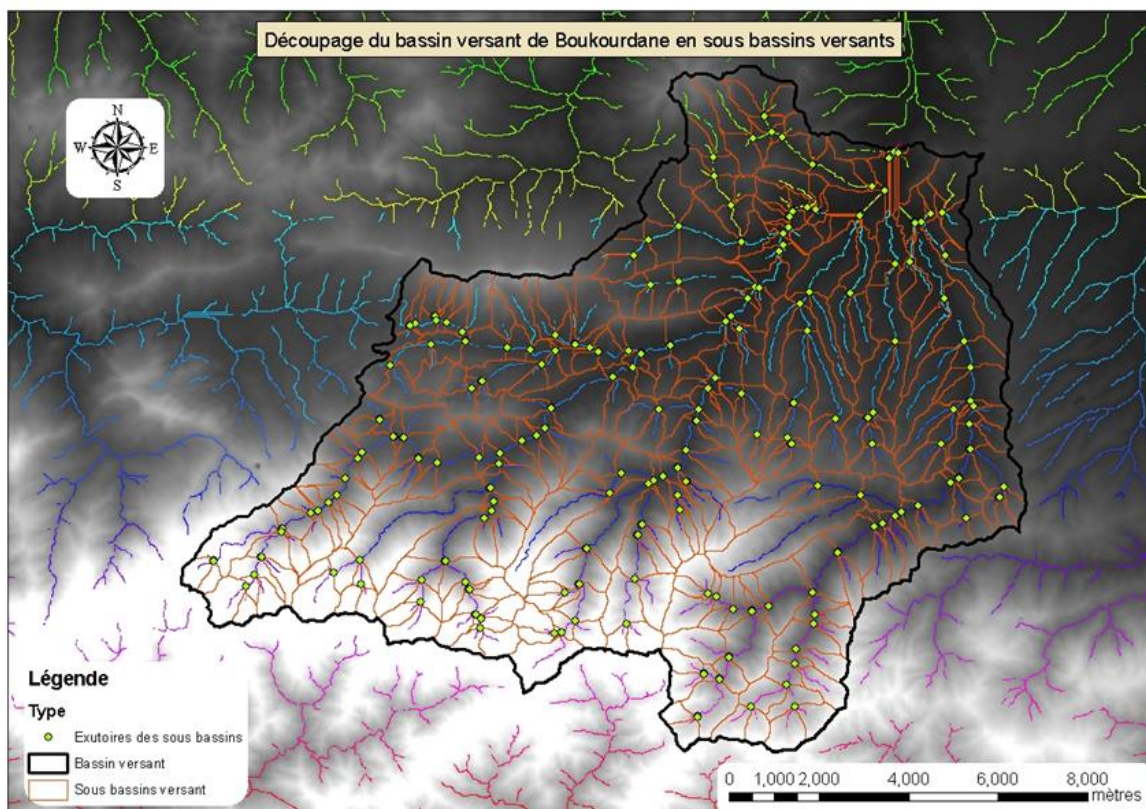 Découpage du bassin versant de Boukourdane en sous bassins versants
N
W E
S
Légende
Type
Exutoires des sous bassins
Bassin versant
Sous bassins versant
0 1,000 2,000 4,000 6,000 8,000
mètres